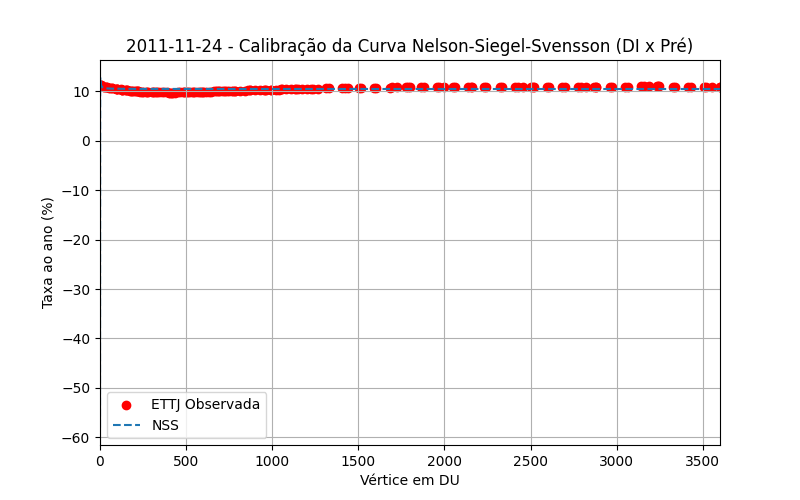 2011-11-24 - Calibração da Curva Nelson-Siegel-Svensson (DI x Pré)
Taxa ao ano (%)
10
0
−10
−20
−30
−40
−50
−60
ETTJ Observada
NSS
0 500 1000 1500 2000 2500 3000 3500
Vértice em DU